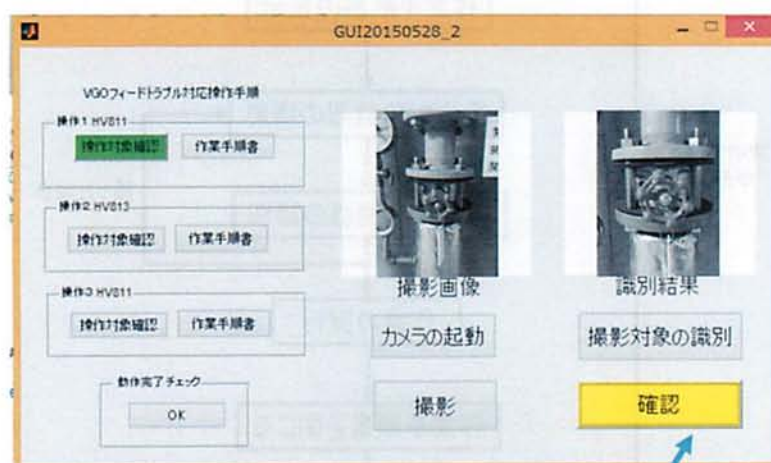 GUI20150528_2
VGOフィードトラブル対応操作手順
操作1 HV811
操作対象確認
作業手順書
操作2 HV813
操作対象確認
作業手順書
操作3 HV811
操作対象確認
作業手順書
動作完了チェック
OK
撮影画像
識別結果
カメラの起動
撮影対象の識別
撮影
確認